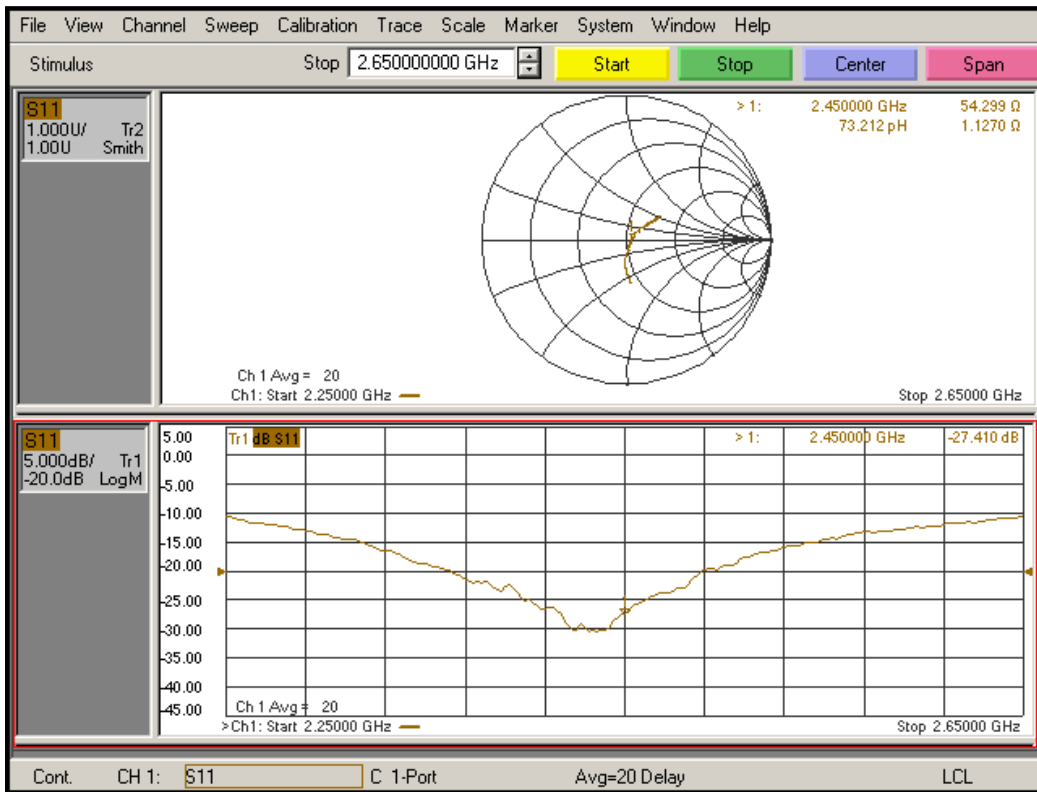 File View Channel Sweep Calibration Trace Scale Marker System Window Help
Stimulus Stop 2.650000000 GHz Start Stop Center Span
S11
1.000U/ Tr2
1.00U Smith
> 1: 2.450000 GHz 54.299 Ω
73.212 pH 1.1270 Ω
Ch 1 Avg = 20
Ch1: Start 2.25000 GHz Stop 2.65000 GHz
S11
5.000dB/ Tr1
-20.0dB LogM
5.00
0.00
-5.00
-10.00
-15.00
-20.00
-25.00
-30.00
-35.00
-40.00
-45.00
Tr1 dB S11 > 1: 2.450000 GHz -27.410 dB
Ch 1 Avg = 20
>Ch1: Start 2.25000 GHz Stop 2.65000 GHz
Cont. CH 1: S11 C 1-Port Avg=20 Delay LCL